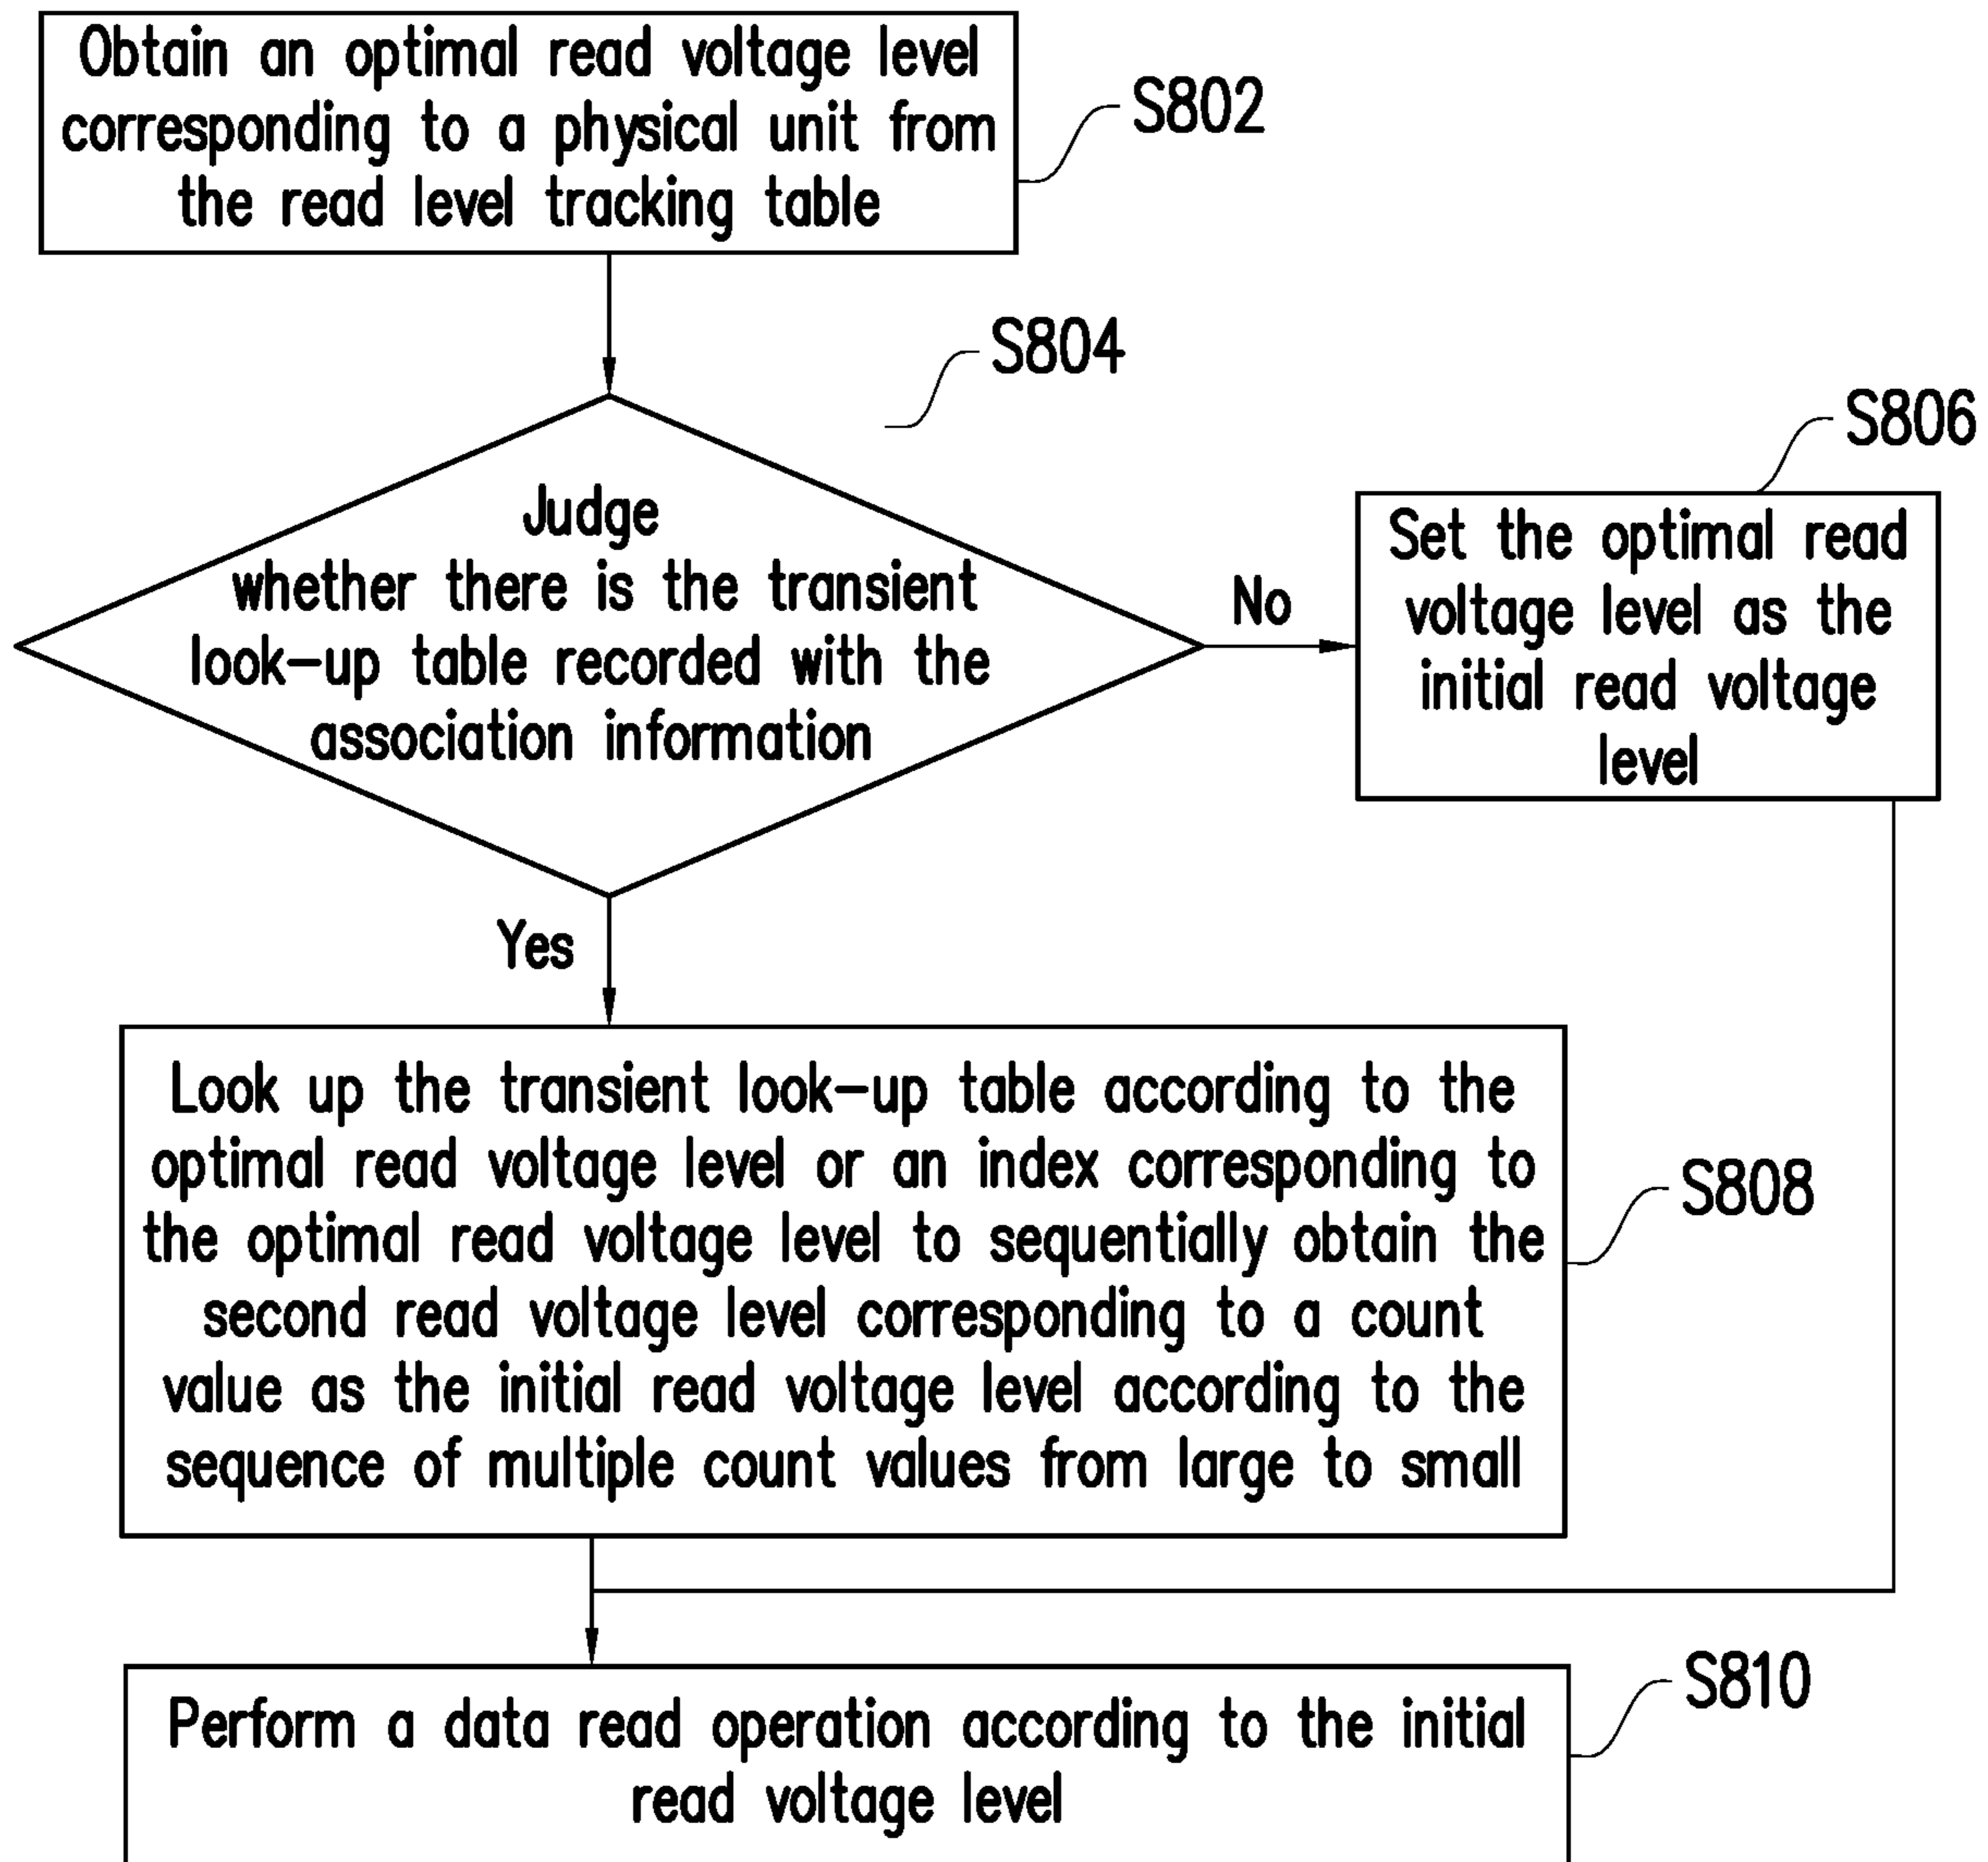 Obtain an optimal read voltage level
corresponding to a physical unit from
the read level tracking table
S802
S804
Judge
whether there is the transient
look-up table recorded with the
association information
No
S806
Set the optimal read
voltage level as the
initial read voltage
level
Yes
Look up the transient look-up table according to the
optimal read voltage level or an index corresponding to
the optimal read voltage level to sequentially obtain the
second read voltage level corresponding to a count
value as the initial read voltage level according to the
sequence of multiple count values from large to small
S808
Perform a data read operation according to the initial
read voltage level
S810